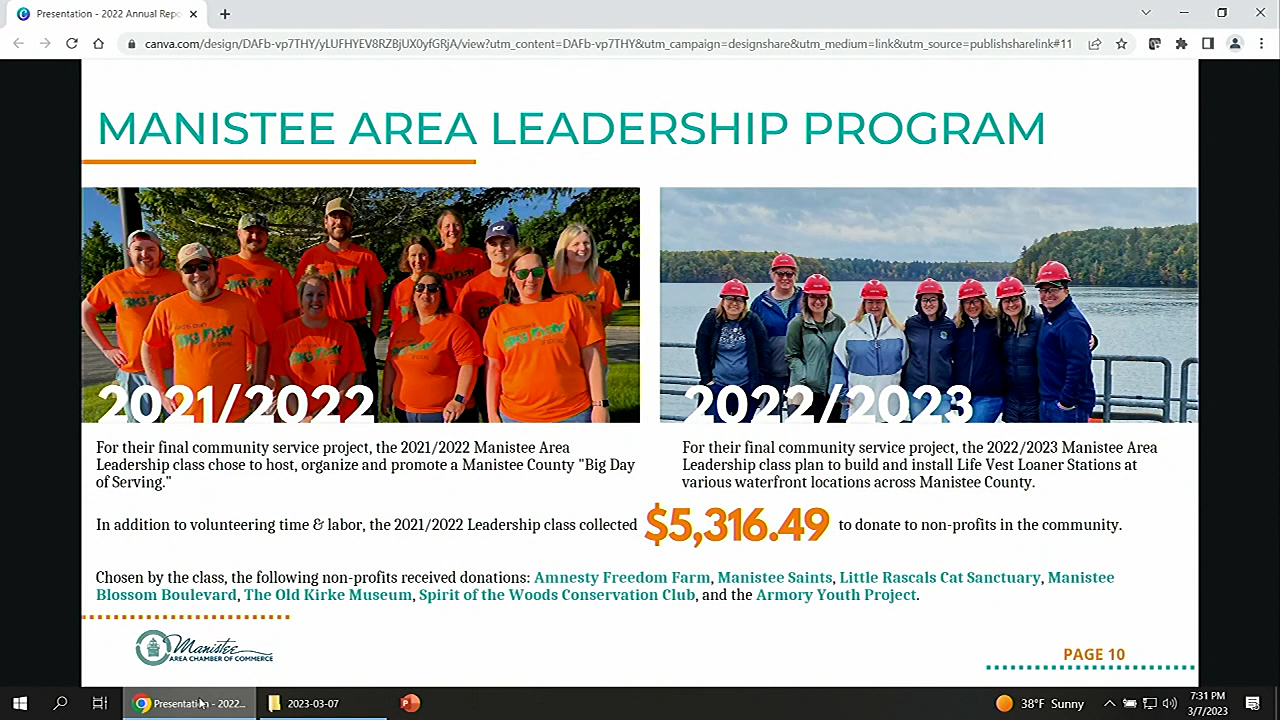 Presentation - 2022 Annual Repo
canva.com/design/DAFb-vp7THY/yLUFHYEV8RZBjUX0yfGRjA/view?utm_content=DAFb-vp7THY&utm_campaign=designshare&utm_medium=link&utm_source=publishsharelink#11
MANISTEE AREA LEADERSHIP PROGRAM
BIG DAY
2021/2022
2022/2023
For their final community service project, the 2021/2022 Manistee Area
Leadership class chose to host, organize and promote a Manistee County "Big Day
of Serving."
For their final community service project, the 2022/2023 Manistee Area
Leadership class plan to build and install Life Vest Loaner Stations at
various waterfront locations across Manistee County.
In addition to volunteering time & labor, the 2021/2022 Leadership class collected $5,316.49 to donate to non-profits in the community.
Chosen by the class, the following non-profits received donations: Amnesty Freedom Farm, Manistee Saints, Little Rascals Cat Sanctuary, Manistee
Blossom Boulevard, The Old Kirke Museum, Spirit of the Woods Conservation Club, and the Armory Youth Project.
Manistee
AREA CHAMBER OF COMMERCE
PAGE 10
Presentation - 2022...
2023-03-07
38°F Sunny
7:31 PM
3/7/2023